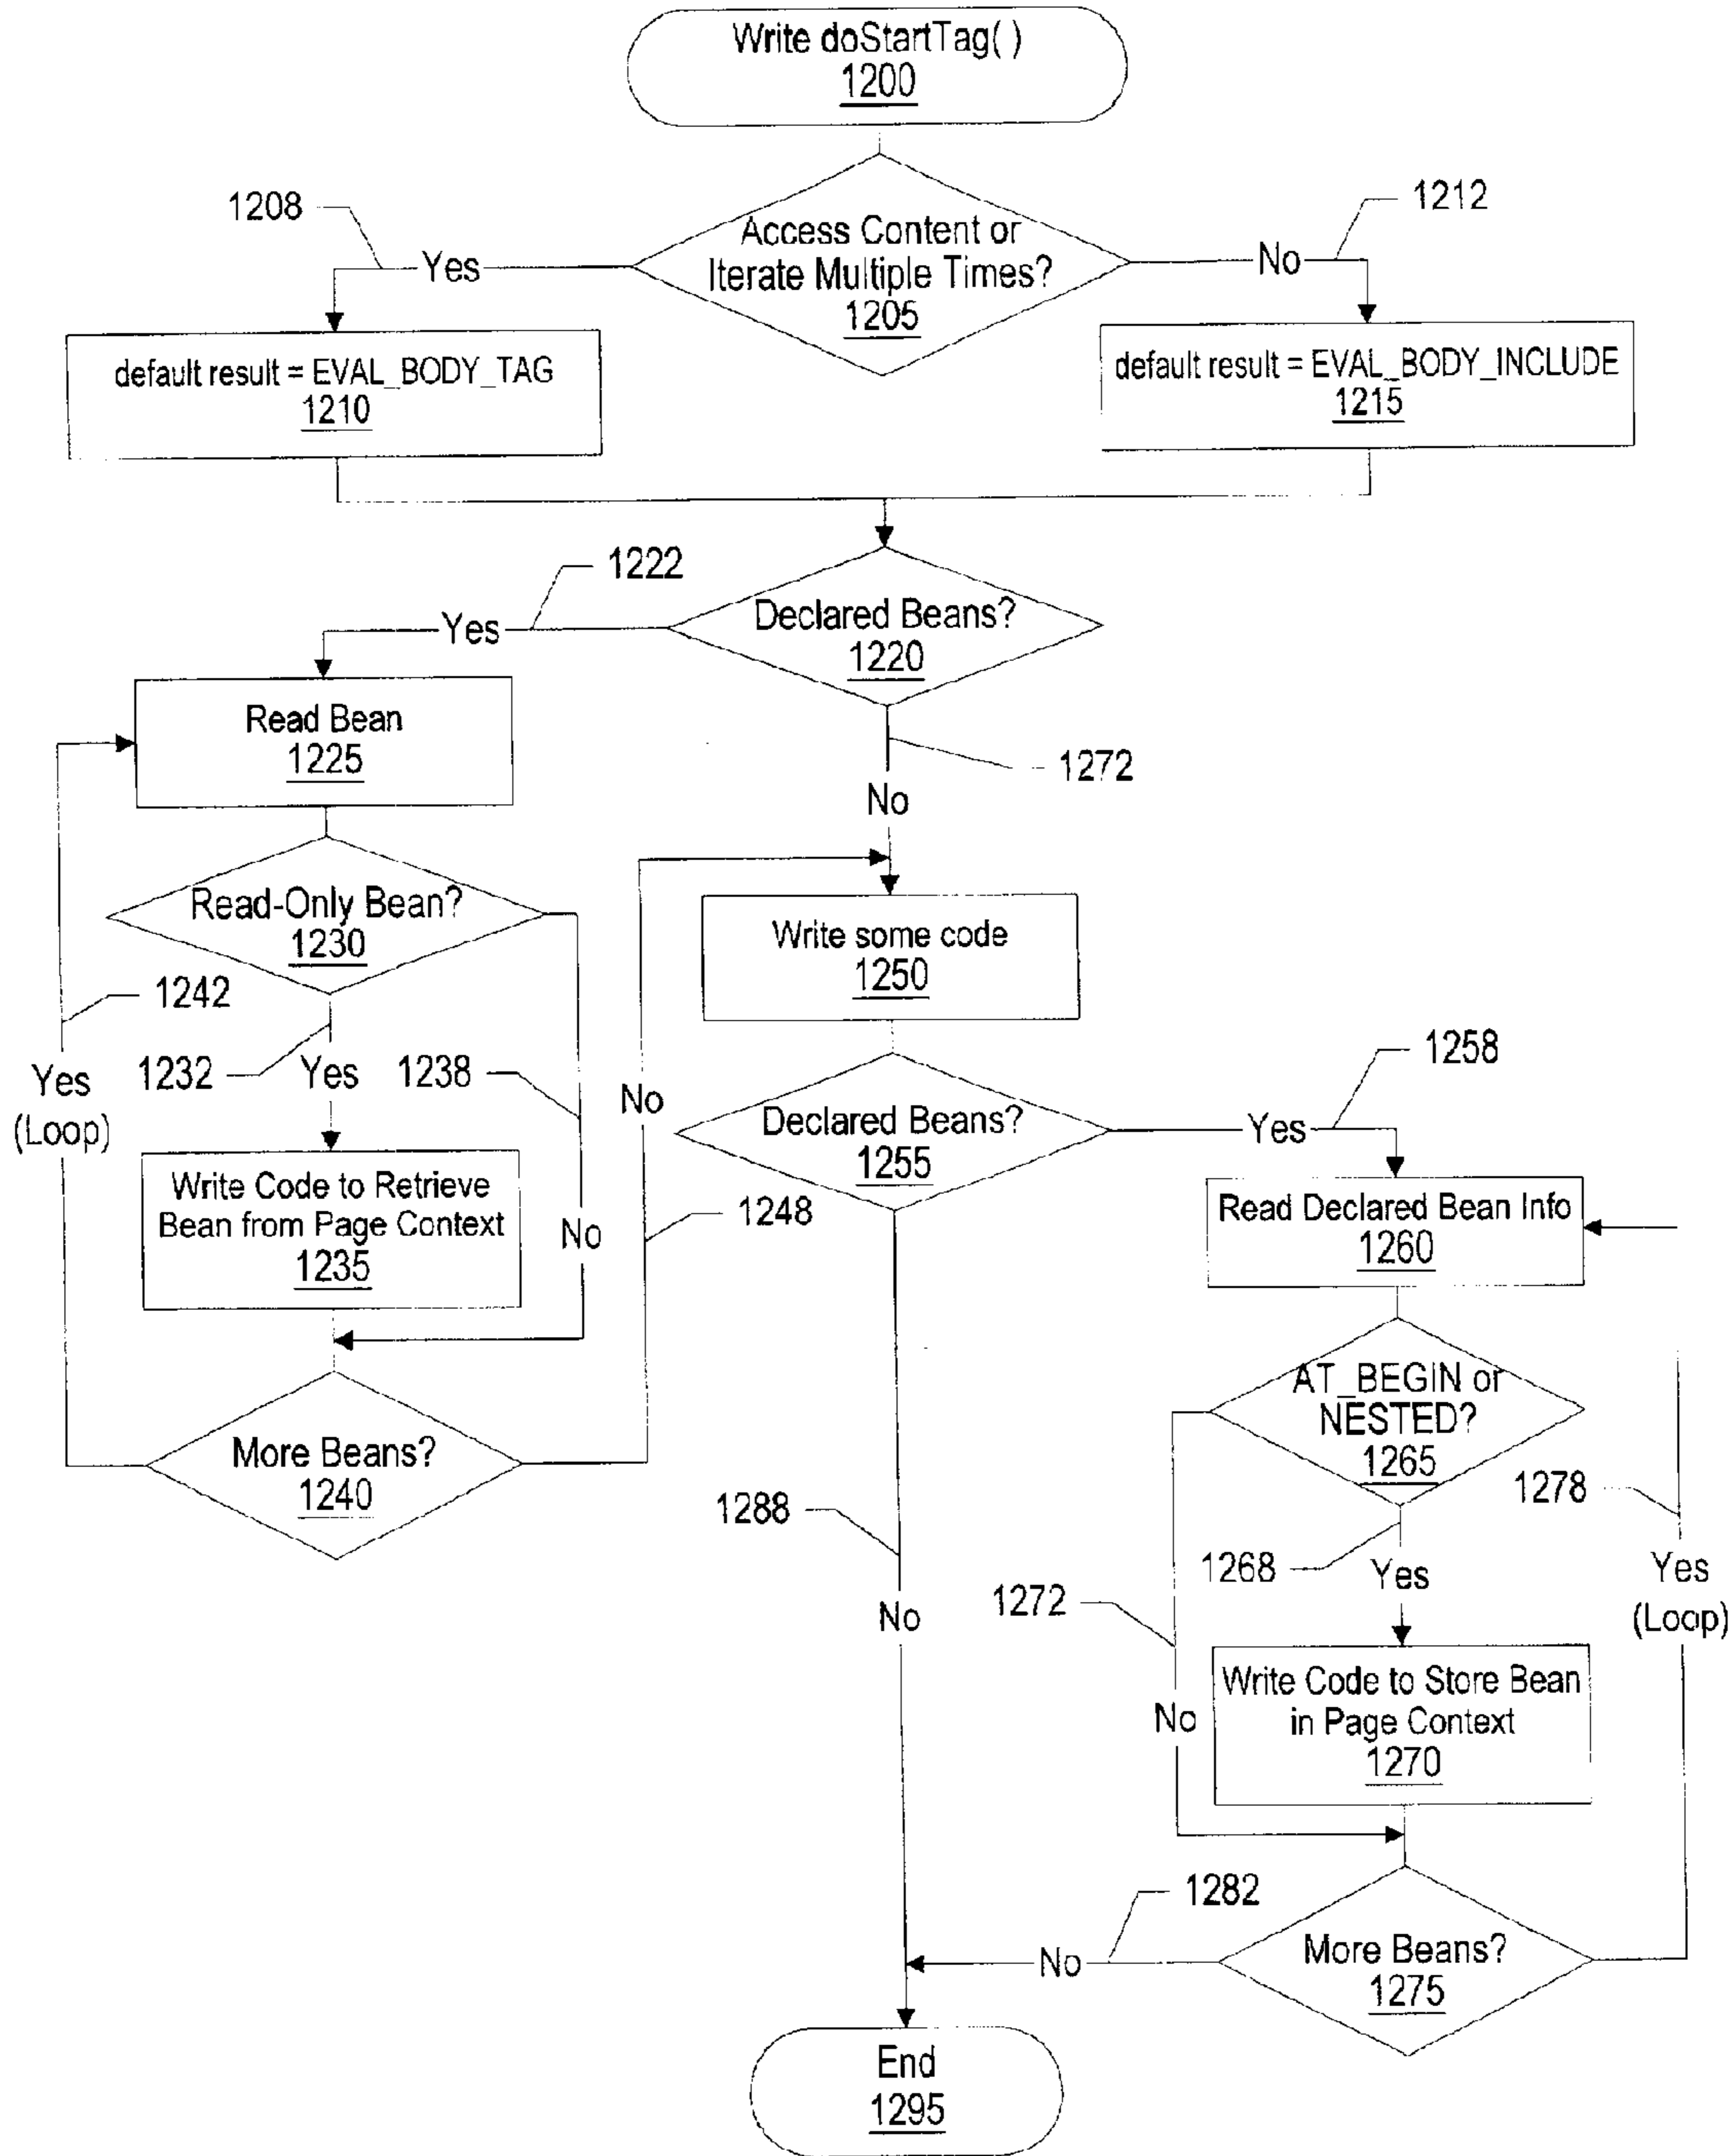 Write doStartTag( )
1200
1208
1212
Access Content or
Iterate Multiple Times?
1205
Yes
No
default result = EVAL_BODY_TAG
1210
default result = EVAL_BODY_INCLUDE
1215
1222
Declared Beans?
1220
Yes
Read Bean
1225
1272
No
Read-Only Bean?
1230
Write some code
1250
1242
1232
Yes
1238
Yes
(Loop)
No
1258
Declared Beans?
1255
Yes
Write Code to Retrieve
Bean from Page Context
1235
1248
No
Read Declared Bean Info
1260
AT_BEGIN or
NESTED?
1265
More Beans?
1240
1288
1278
1268
Yes
1272
No
Yes
(Loop)
Write Code to Store Bean
in Page Context
1270
No
1282
More Beans?
1275
No
End
1295